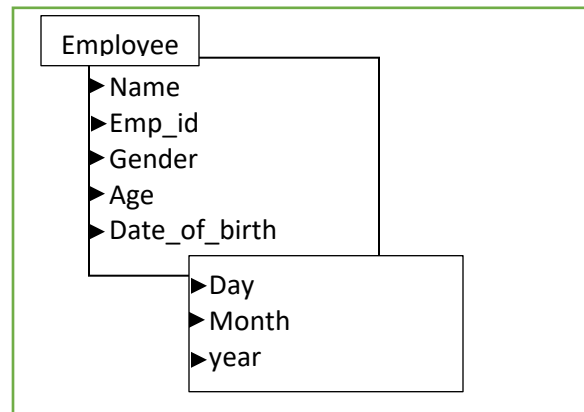 Employee
Name
Emp_id
Gender
Age
Date_of_birth
Day
Month
year